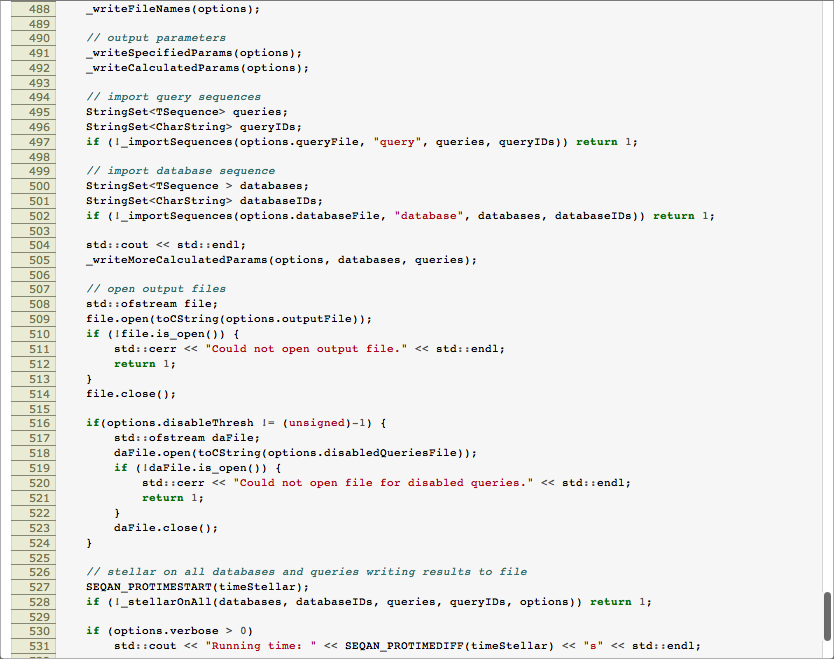 488 _writeFileNames(options);
489
490 // output parameters
491 _writeSpecifiedParams(options);
492 _writeCalculatedParams(options);
493
494 // import query sequences
495 StringSet<TSequence> queries;
496 StringSet<CharString> queryIDs;
497 if (!_importSequences(options.queryFile, "query", queries, queryIDs)) return 1;
498
499 // import database sequence
500 StringSet<TSequence > databases;
501 StringSet<CharString> databaseIDs;
502 if (!_importSequences(options.databaseFile, "database", databases, databaseIDs)) return 1;
503
504 std::cout << std::endl;
505 _writeMoreCalculatedParams(options, databases, queries);
506
507 // open output files
508 std::ofstream file;
509 file.open(toCString(options.outputFile));
510 if (!file.is_open()) {
511 std::cerr << "Could not open output file." << std::endl;
512 return 1;
513 }
514 file.close();
515
516 if(options.disableThresh != (unsigned)-1) {
517 std::ofstream daFile;
518 daFile.open(toCString(options.disabledQueriesFile));
519 if (!daFile.is_open()) {
520 std::cerr << "Could not open file for disabled queries." << std::endl;
521 return 1;
522 }
523 daFile.close();
524 }
525
526 // stellar on all databases and queries writing results to file
527 SEQAN_PROTIMESTART(timeStellar);
528 if (!_stellarOnAll(databases, databaseIDs, queries, queryIDs, options)) return 1;
529
530 if (options.verbose > 0)
531 std::cout << "Running time: " << SEQAN_PROTIMEDIFF(timeStellar) << "s" << std::endl;